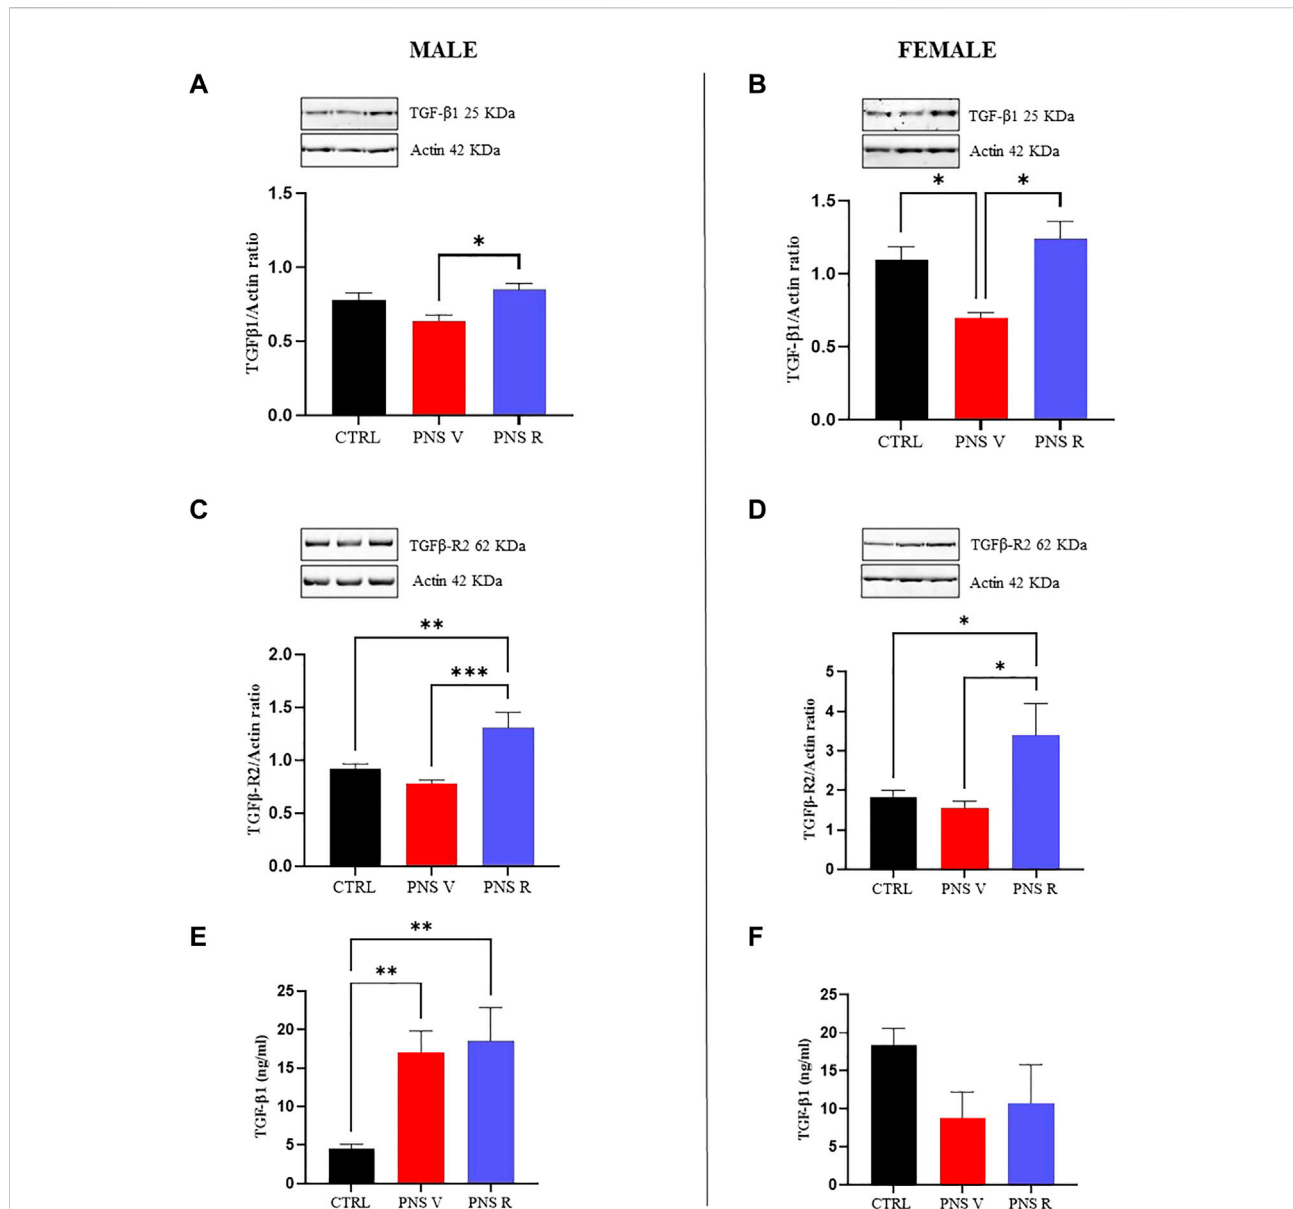 MALE
FEMALE
A
TGF-β1 25 KDa
Actin 42 KDa
*
1.5
1.0
0.5
0.0
TGFβ1/Actin ratio
CTRL PNS V PNS R
B
TGF-β1 25 KDa
Actin 42 KDa
* *
1.5
1.0
0.5
0.0
TGF-β1/Actin ratio
CTRL PNS V PNS R
C
TGFβ-R2 62 KDa
Actin 42 KDa
**
***
2.0
1.5
1.0
0.5
0.0
TGFβ-R2/Actin ratio
CTRL PNS V PNS R
D
TGFβ-R2 62 KDa
Actin 42 KDa
*
*
5
4
3
2
1
0
TGFβ-R2/Actin ratio
CTRL PNS V PNS R
E
**
**
25
20
15
10
5
0
TGF-β1 (ng/ml)
CTRL PNS V PNS R
F
25
20
15
10
5
0
TGF-β1 (ng/ml)
CTRL PNS V PNS R